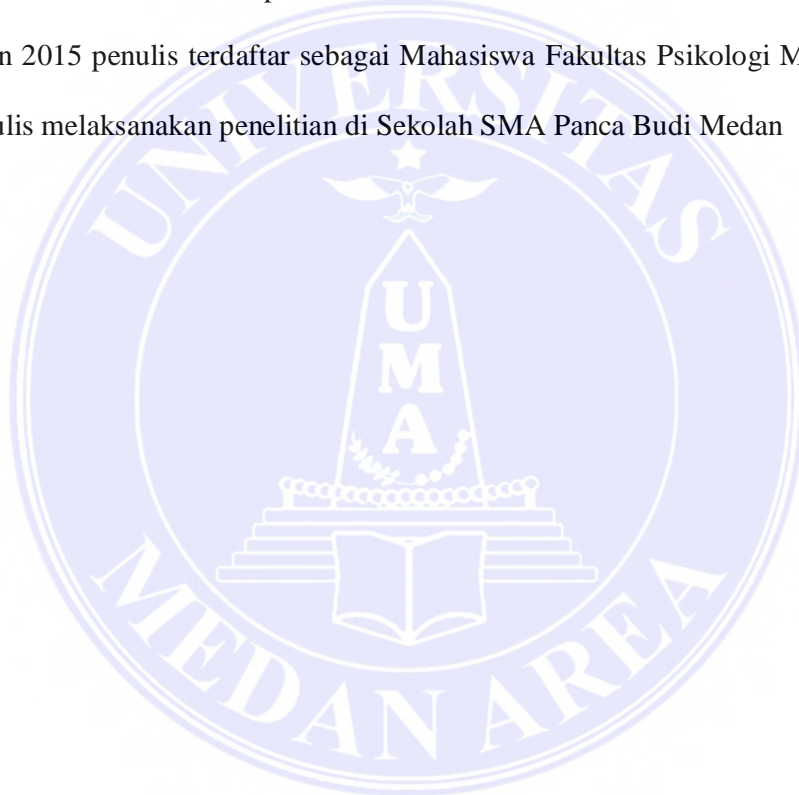 n 2015 penulis terdaftar sebagai Mahasiswa Fakultas Psikologi M
ulis melaksanakan penelitian di Sekolah SMA Panca Budi Medan
UNIVERSITAS
U
M
A
MEDAN AREA